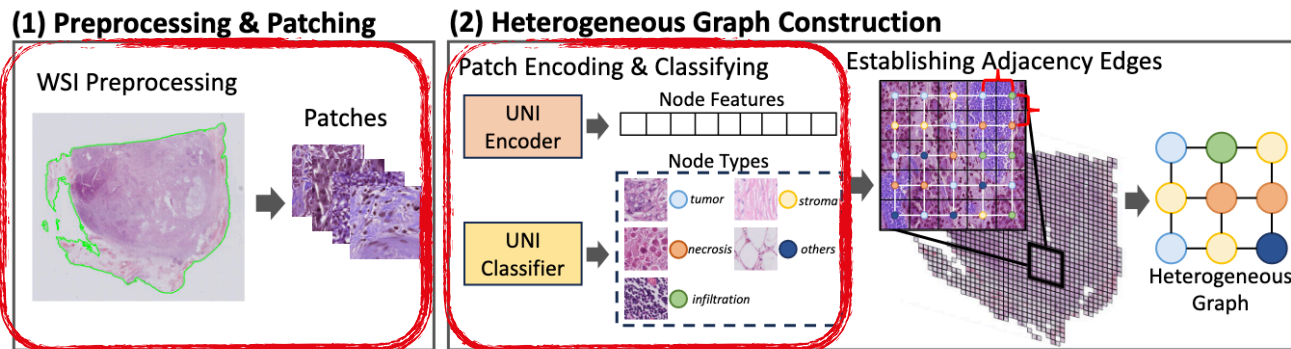 (1) Preprocessing & Patching
WSI Preprocessing
Patches
(2) Heterogeneous Graph Construction
Patch Encoding & Classifying
UNI
Encoder
Node Features
UNI
Classifier
Node Types
tumor
stroma
necrosis
others
infiltration
Establishing Adjacency Edges
Heterogeneous
Graph